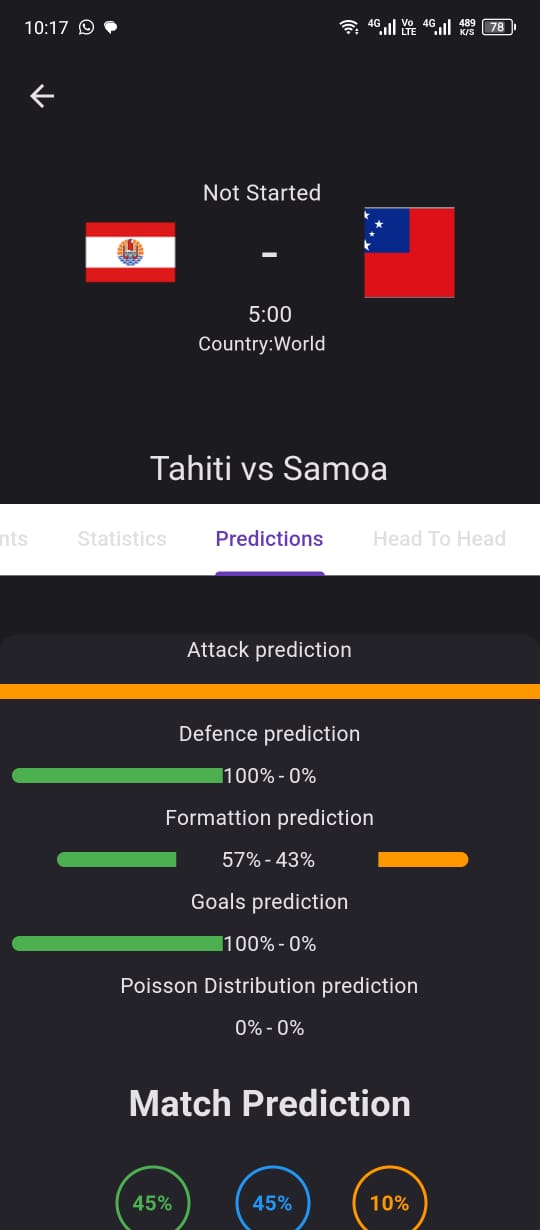 10:17 4G Vo LTE 4G 489 K/S 78
Not Started
-
5:00
Country:World
Tahiti vs Samoa
nts Statistics Predictions Head To Head
Attack prediction
Defence prediction
100% - 0%
Formattion prediction
57% - 43%
Goals prediction
100% - 0%
Poisson Distribution prediction
0% - 0%
Match Prediction
45% 45% 10%